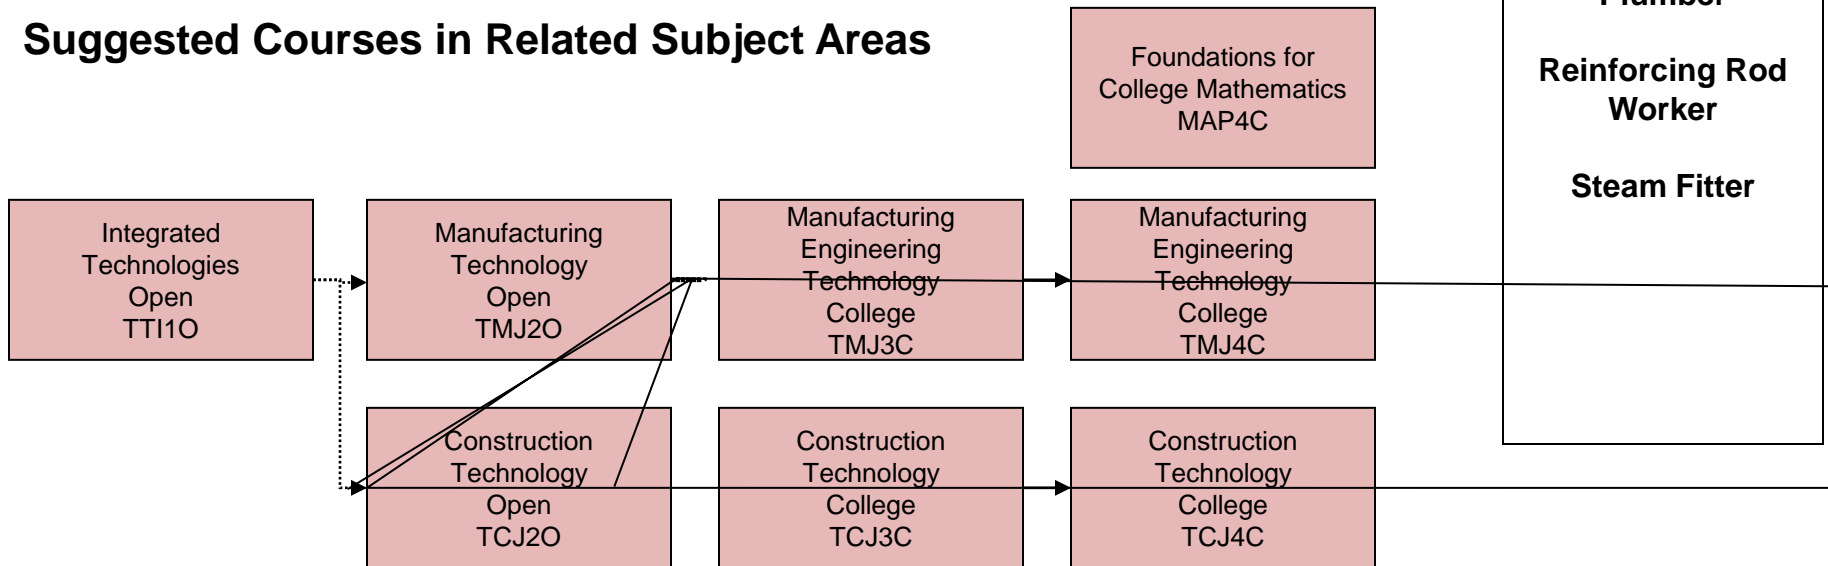 Plumber
Suggested Courses in Related Subject Areas
Foundations for
College Mathematics
MAP4C
Reinforcing Rod
Worker
Steam Fitter
Integrated
Technologies
Open
TTI1O
Manufacturing
Technology
Open
TMJ2O
Manufacturing
Engineering
Technology
College
TMJ3C
Manufacturing
Engineering
Technology
College
TMJ4C
Construction
Technology
Open
TCJ2O
Construction
Technology
College
TCJ3C
Construction
Technology
College
TCJ4C